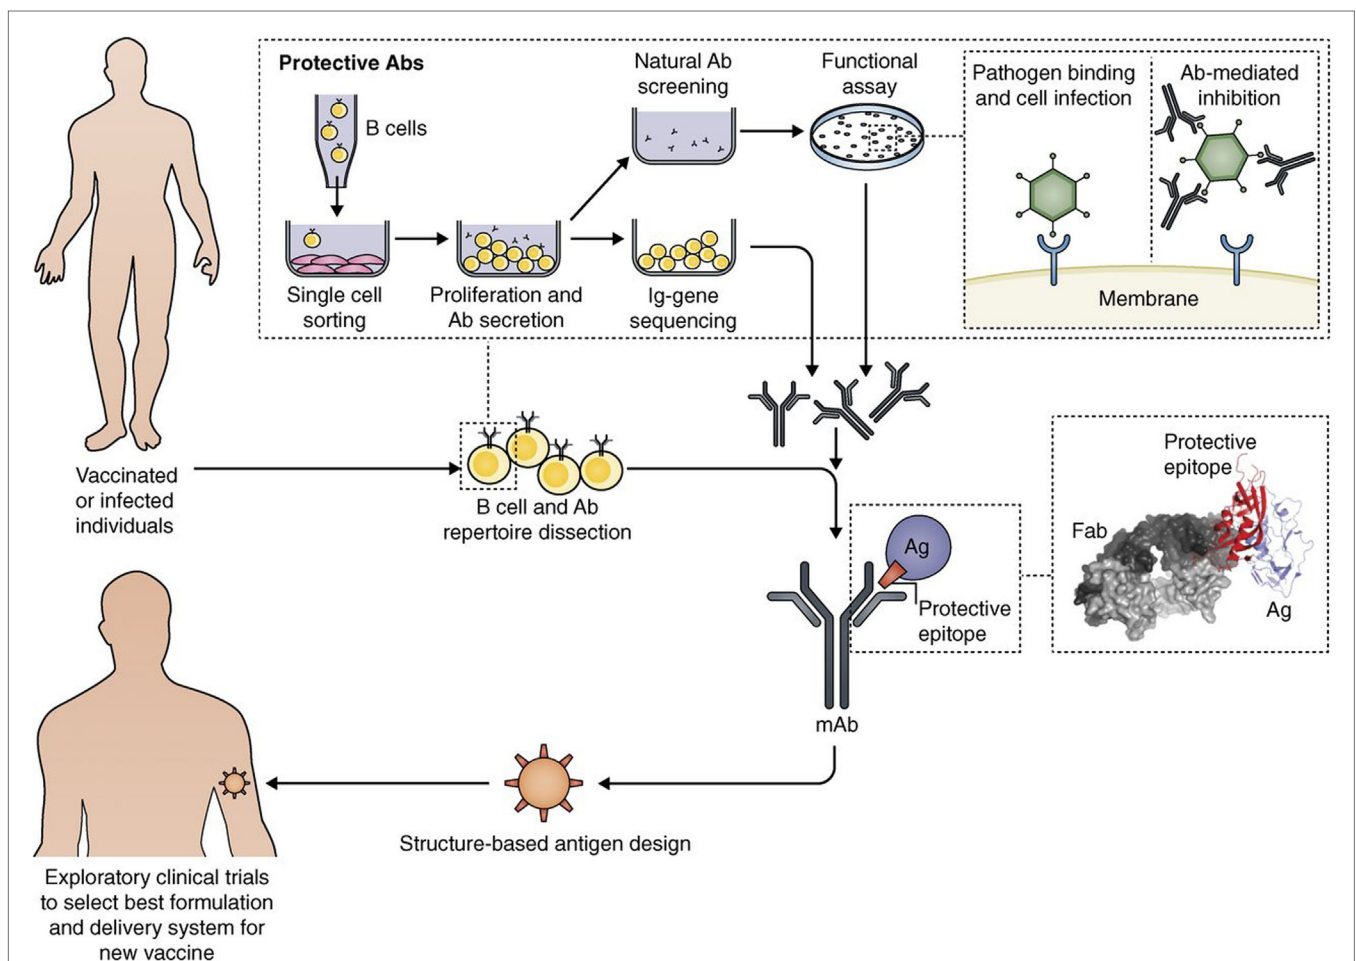 Protective Abs
B cells
Natural Ab
screening
Functional
assay
Pathogen binding
and cell infection
Ab-mediated
inhibition
Membrane
Single cell
sorting
Proliferation and
Ab secretion
Ig-gene
sequencing
Vaccinated
or infected
individuals
B cell and Ab
repertoire dissection
Ag
Protective
epitope
mAb
Protective
epitope
Fab
Ag
Structure-based antigen design
Exploratory clinical trials
to select best formulation
and delivery system for
new vaccine